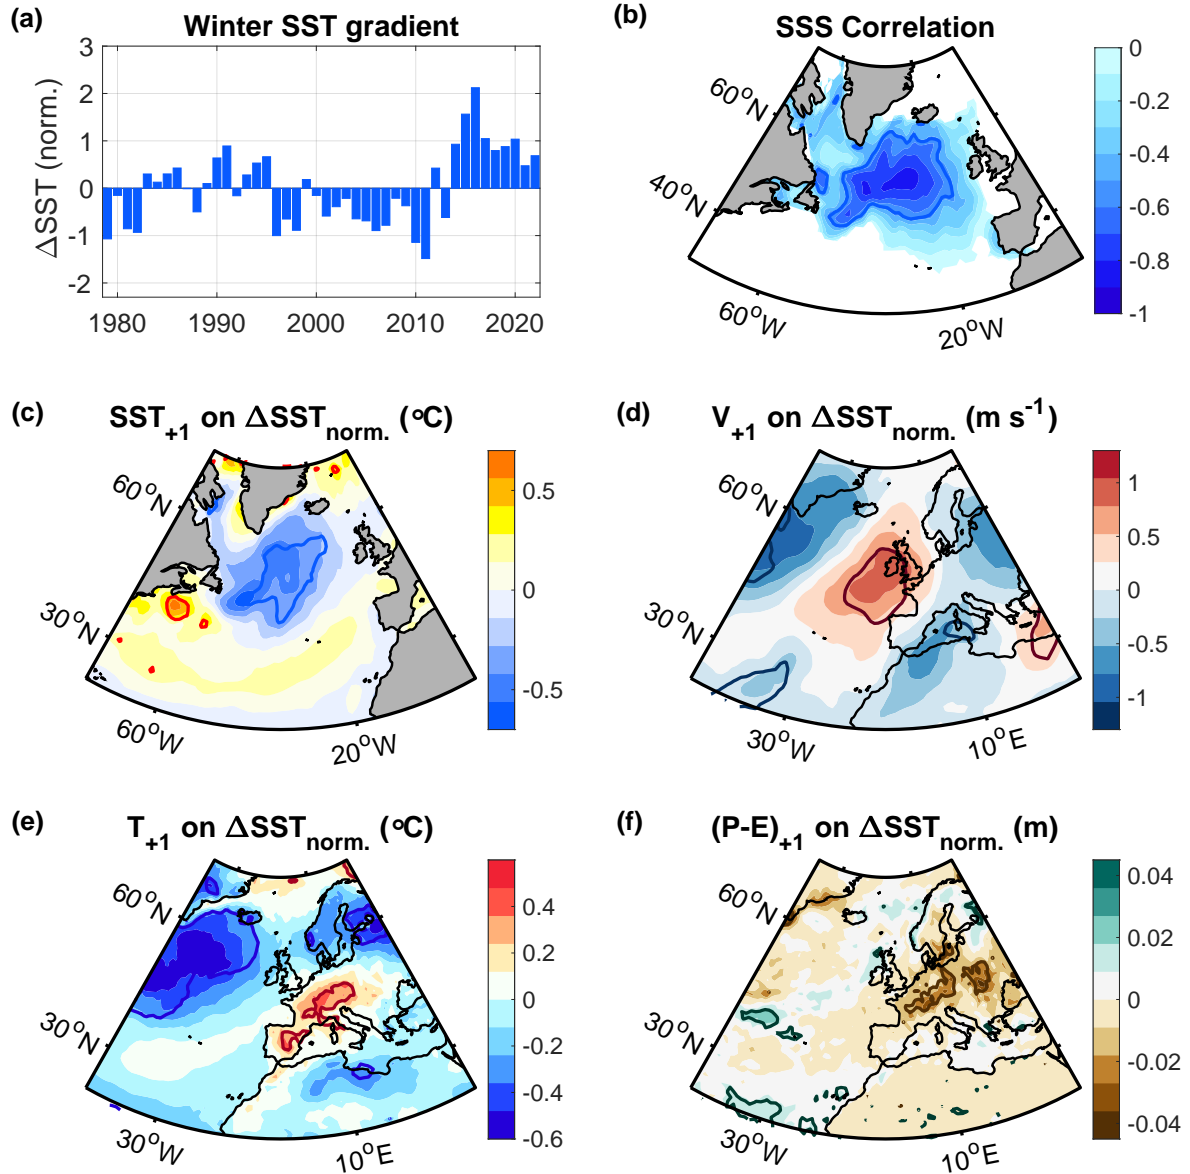 (a)
Winter SST gradient
ΔSST (norm.)
3
2
1
0
-1
-2
1980
1990
2000
2010
2020
(b)
SSS Correlation
60°N
40°N
60°W
20°W
0
-0.2
-0.4
-0.6
-0.8
-1
(c)
SST+1 on ΔSSTnorm. (°C)
60°N
30°N
60°W
20°W
0.5
0
-0.5
(d)
V+1 on ΔSSTnorm. (m s-1)
60°N
30°N
30°W
10°E
1
0.5
0
-0.5
-1
(e)
T+1 on ΔSSTnorm. (°C)
60°N
30°N
30°W
10°E
0.4
0.2
0
-0.2
-0.4
-0.6
(f)
(P-E)+1 on ΔSSTnorm. (m)
60°N
30°N
30°W
10°E
0.04
0.02
0
-0.02
-0.04